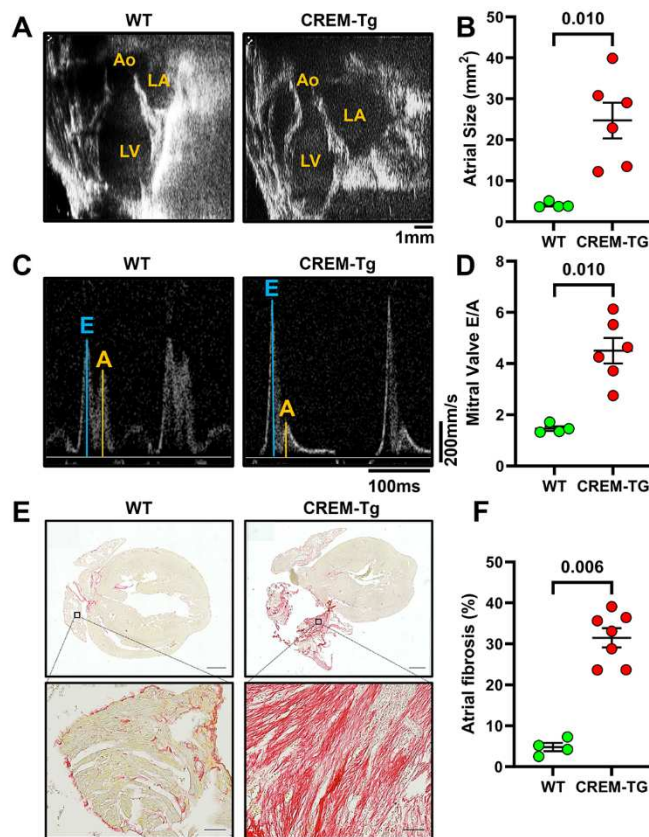 A
WT
CREM-Tg
Ao
LA
LV
Ao
LA
LV
1mm
B
0.010
Atrial Size (mm²)
50
40
30
20
10
0
WT CREM-TG
C
WT
CREM-Tg
E
A
E
A
200mm/s
100ms
D
0.010
Mitral Valve E/A
8
6
4
2
0
WT CREM-TG
E
WT
CREM-Tg
F
0.006
Atrial fibrosis (%)
50
40
30
20
10
0
WT CREM-TG